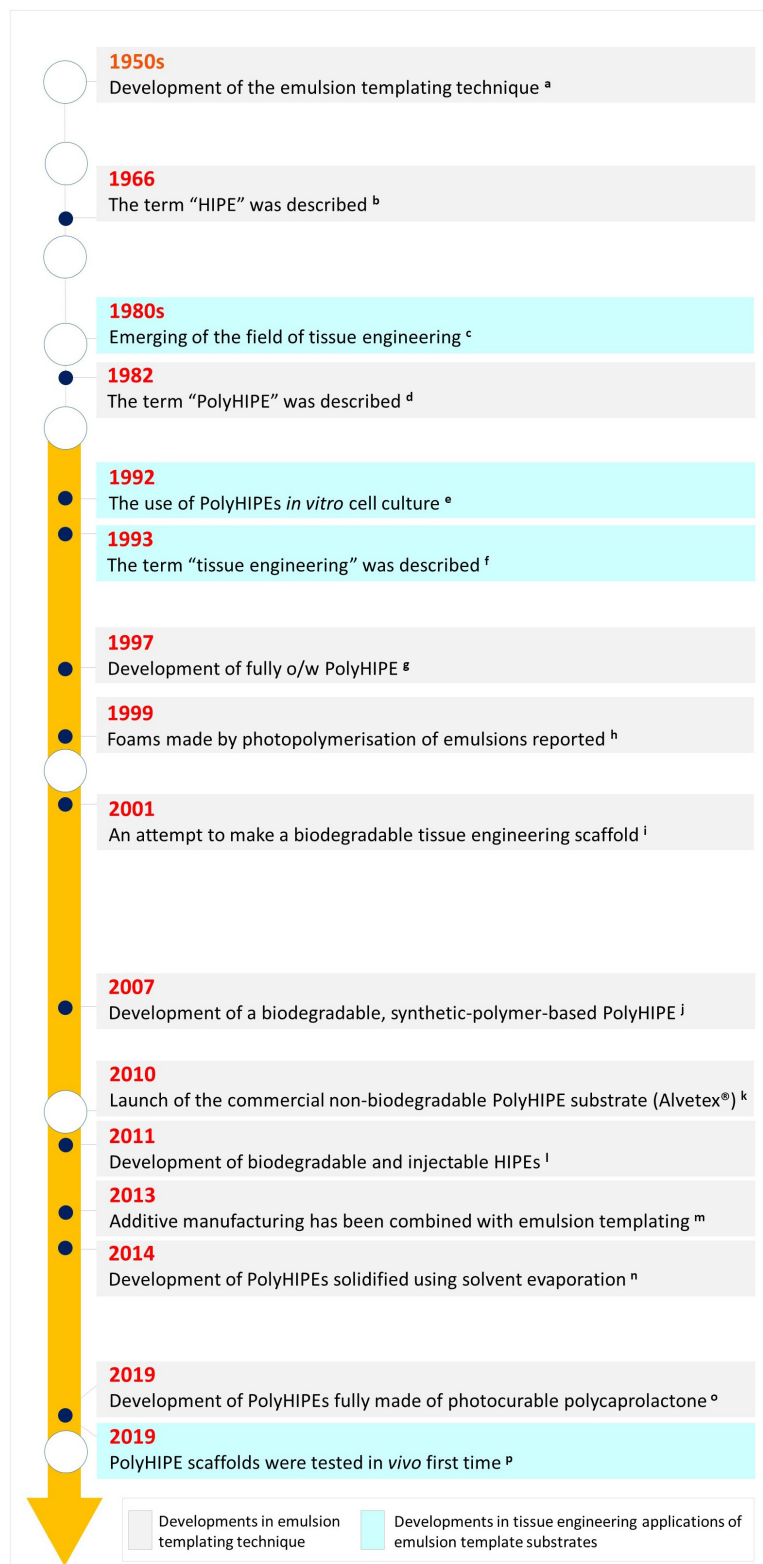 1950s
Development of the emulsion templating technique a
1966
The term “HIPE” was described b
1980s
Emerging of the field of tissue engineering c
1982
The term “PolyHIPE” was described d
1992
The use of PolyHIPEs in vitro cell culture e
1993
The term “tissue engineering” was described f
1997
Development of fully o/w PolyHIPE g
1999
Foams made by photopolymerisation of emulsions reported h
2001
An attempt to make a biodegradable tissue engineering scaffold i
2007
Development of a biodegradable, synthetic-polymer-based PolyHIPE j
2010
Launch of the commercial non-biodegradable PolyHIPE substrate (Alvetex®) k
2011
Development of biodegradable and injectable HIPEs l
2013
Additive manufacturing has been combined with emulsion templating m
2014
Development of PolyHIPEs solidified using solvent evaporation n
2019
Development of PolyHIPEs fully made of photocurable polycaprolactone o
2019
PolyHIPE scaffolds were tested in vivo first time p
Developments in emulsion
templating technique
Developments in tissue engineering applications of
emulsion template substrates